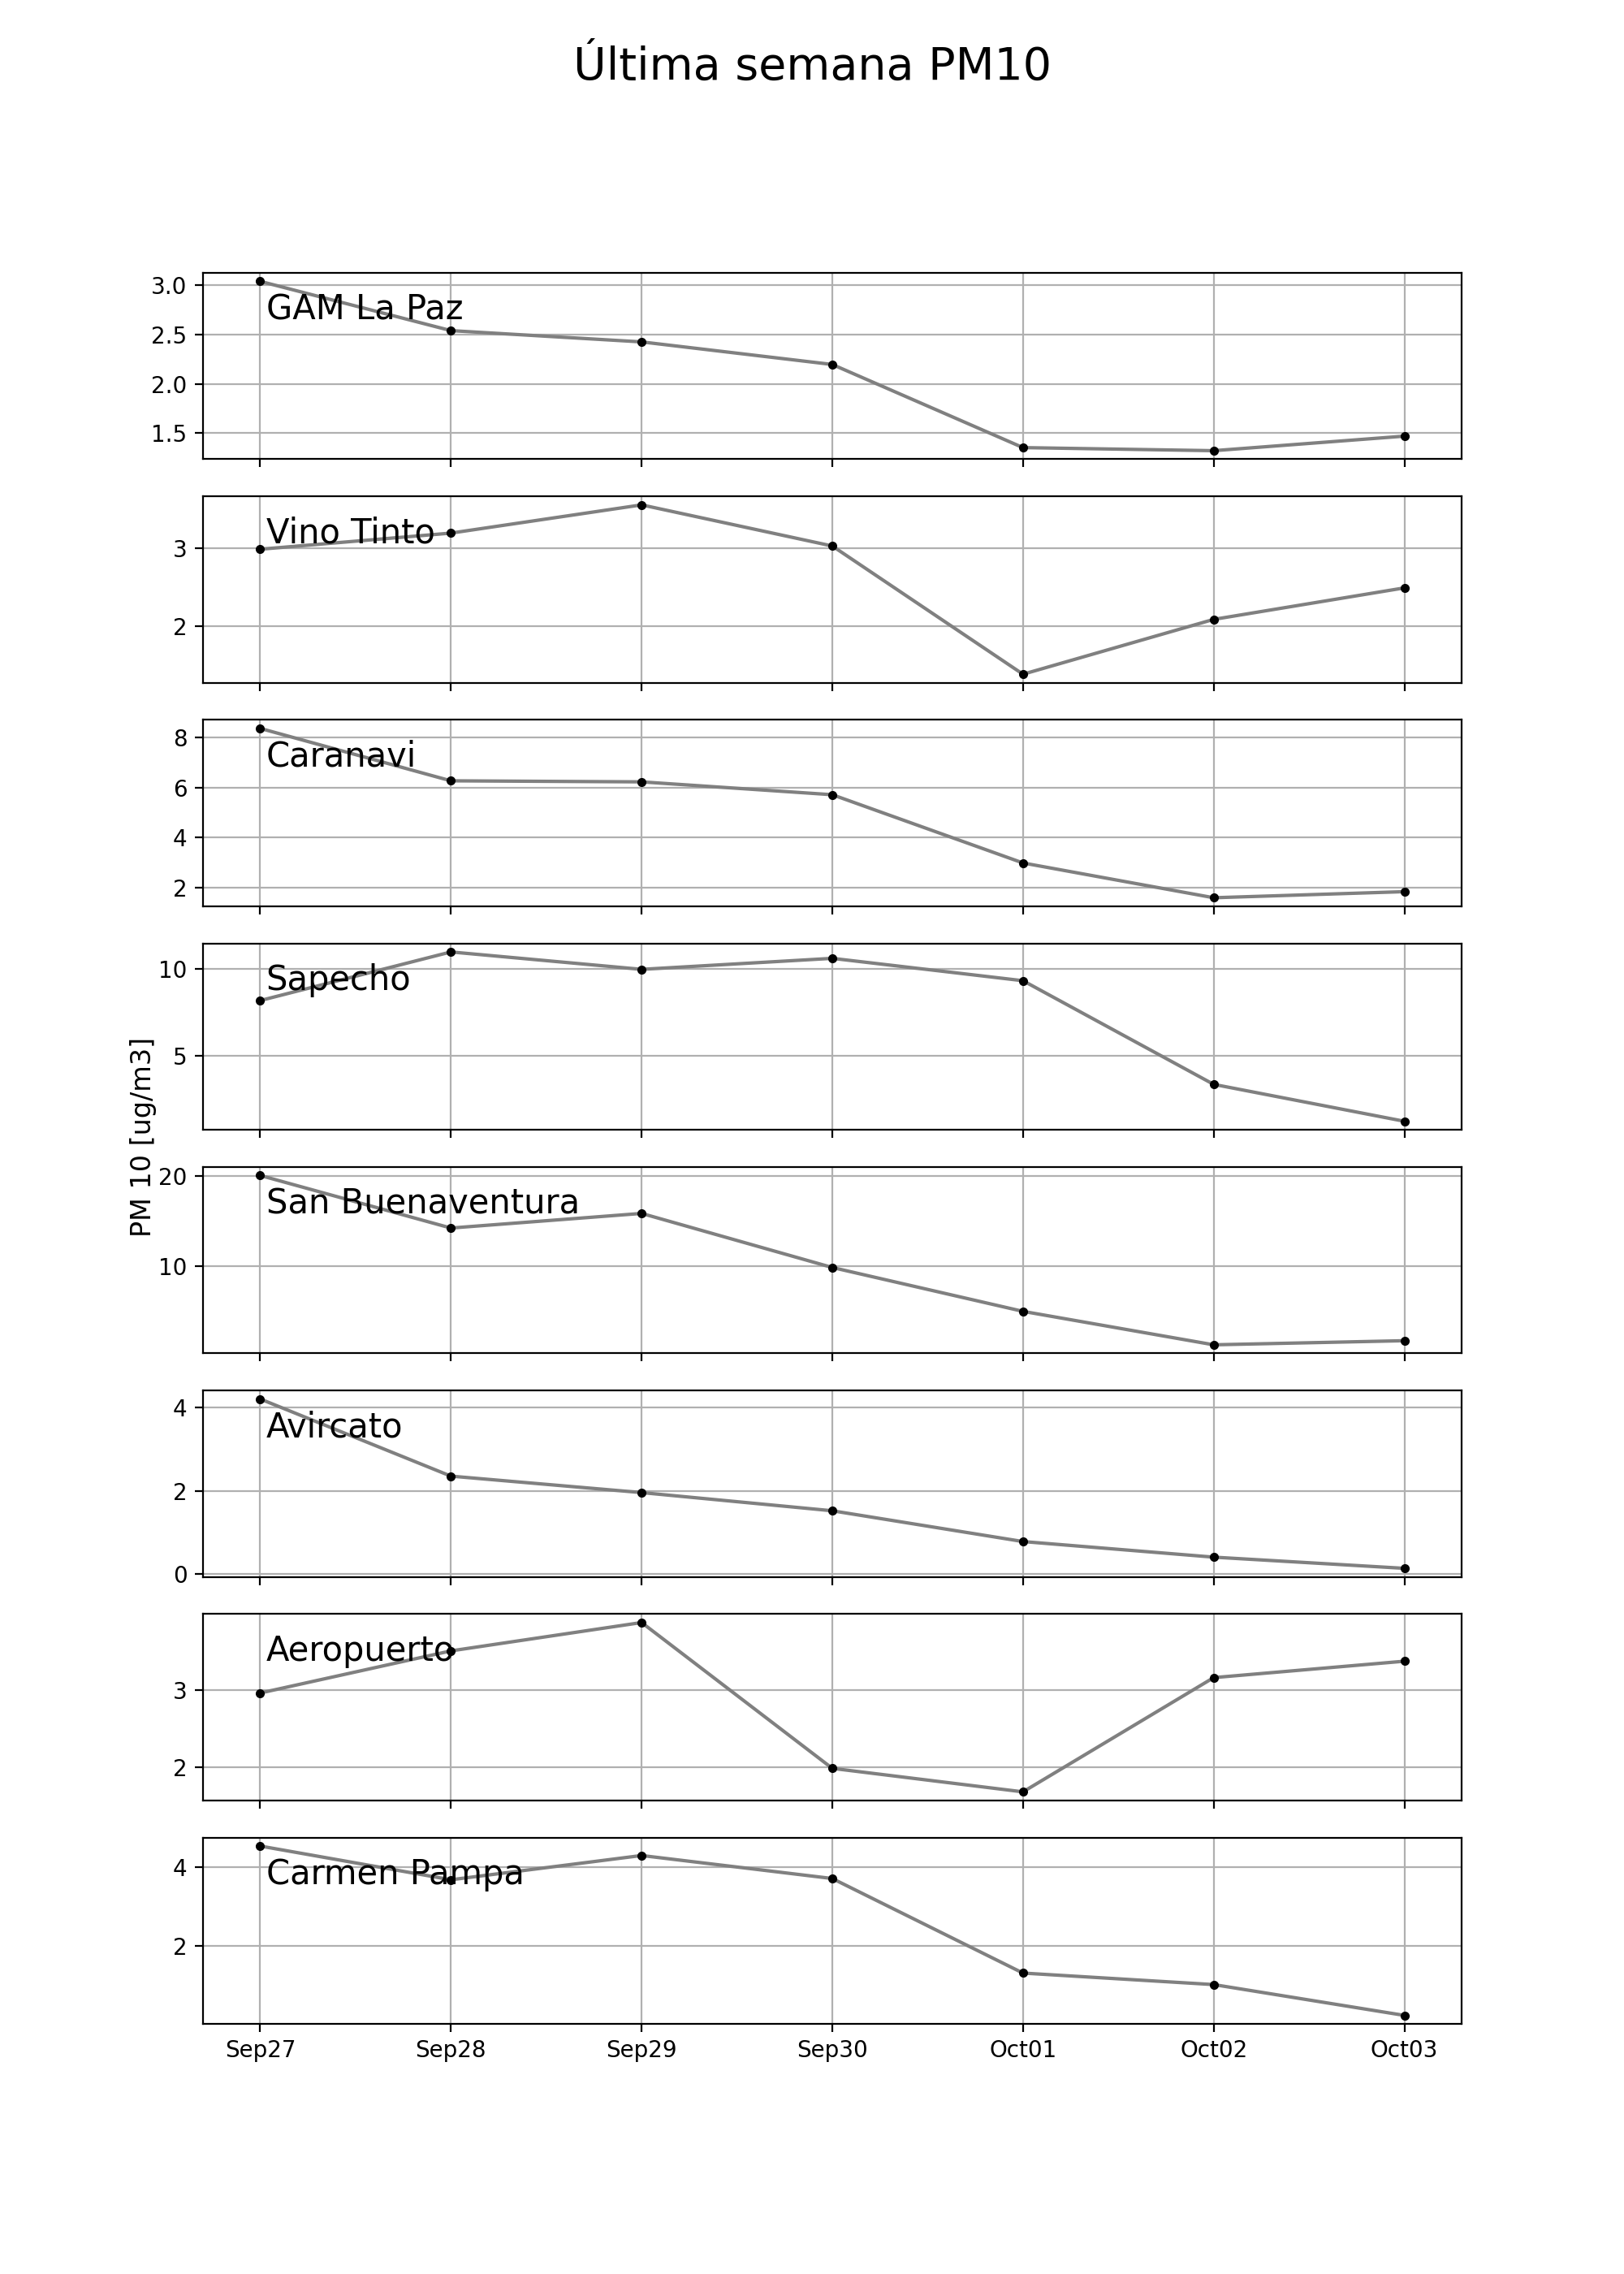 Última semana PM10
3.0
GAM La Paz
2.5
2.0
1.5
Vino Tinto
3
2
8
Caranavi
6
4
2
10
Sapecho
5
PM 10 [ug/m3]
20
San Buenaventura
10
4
Avircato
2
0
Aeropuerto
3
2
4
Carmen Pampa
2
Sep27 Sep28 Sep29 Sep30 Oct01 Oct02 Oct03